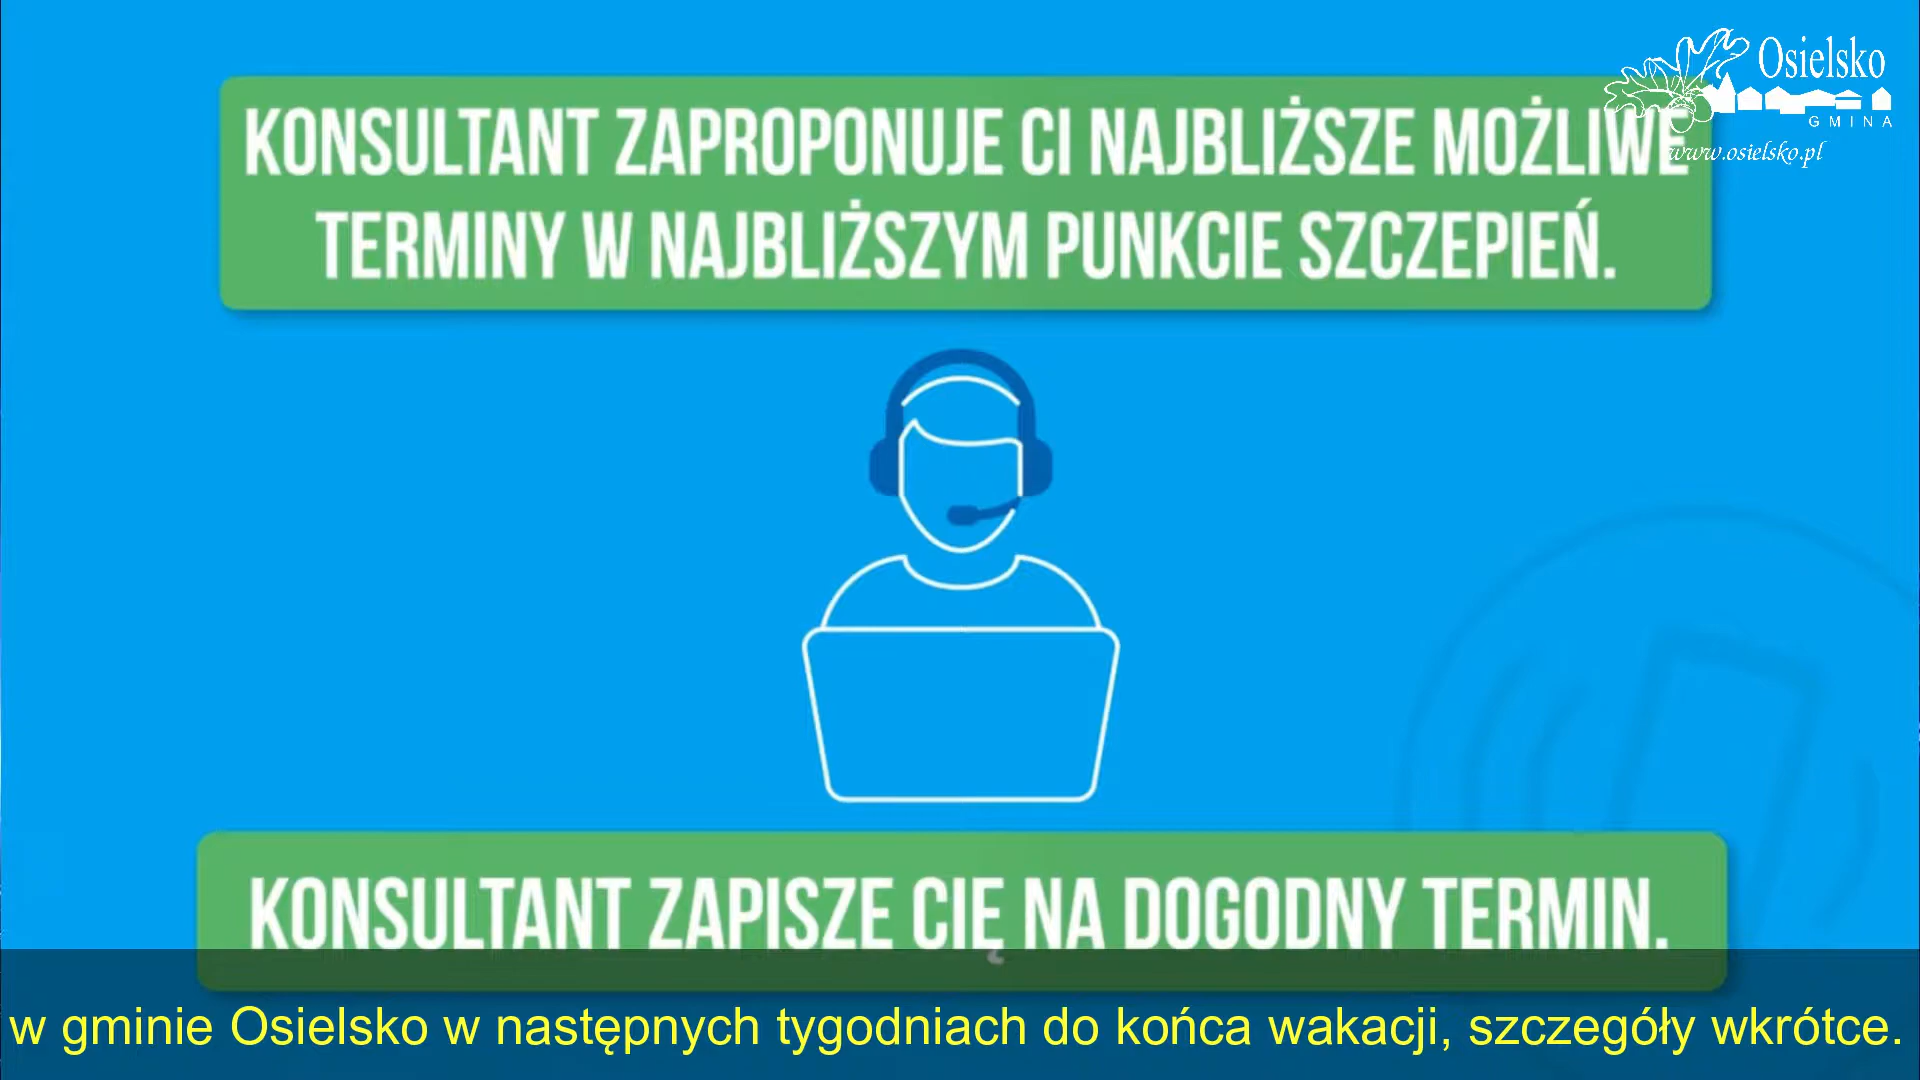 Osielsko
GMINA
www.osielsko.pl
KONSULTANT ZAPROPONUJE CI NAJBLIŻSZE MOŻLIWE
TERMINY W NAJBLIŻSZYM PUNKCIE SZCZEPIEŃ.
KONSULTANT ZAPISZE CIĘ NA DOGODNY TERMIN.
w gminie Osielsko w następnych tygodniach do końca wakacji, szczegóły wkrótce.